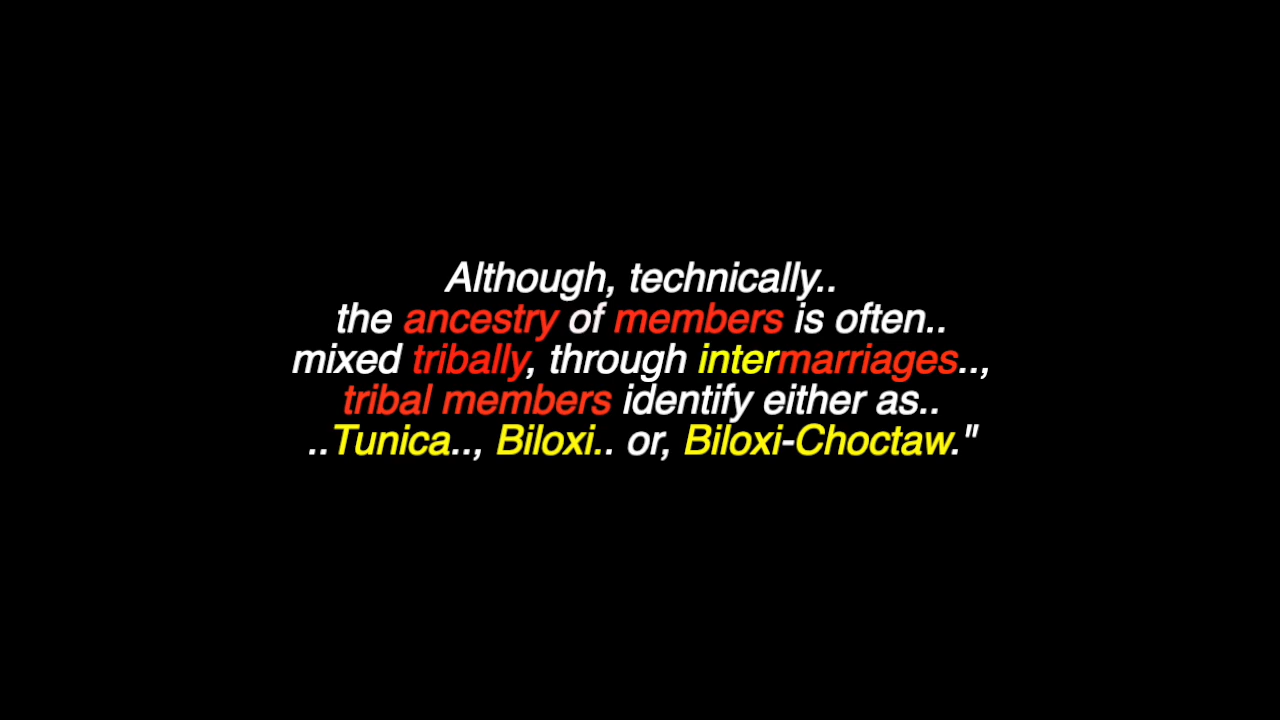 Although, technically..
the ancestry of members is often..
mixed tribally, through intermarriages..,
tribal members identify either as..
..Tunica.., Biloxi.. or, Biloxi-Choctaw."